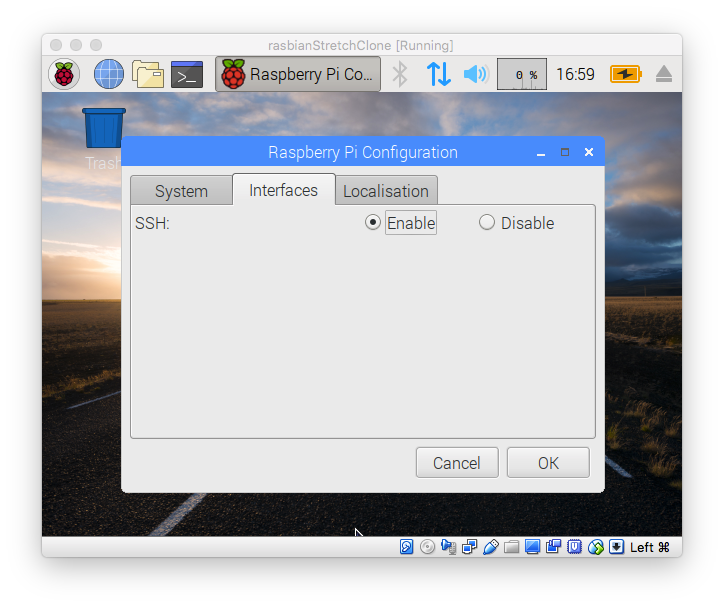 rasbianStretchClone [Running]
Raspberry Pi Co...
0 %
16:59
Trash
Raspberry Pi Configuration
System
Interfaces
Localisation
SSH:
Enable
Disable
Cancel
OK
Left ⌘